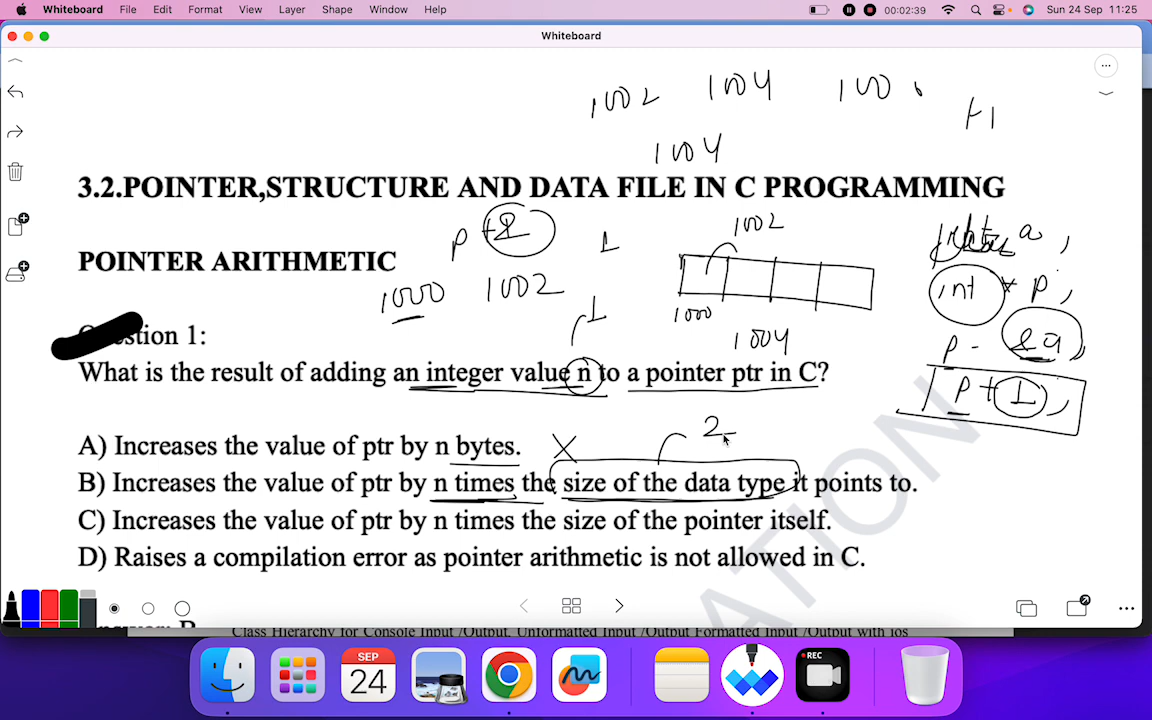 Whiteboard File Edit Format View Layer Shape Window Help 00:02:39 Sun 24 Sep 11:25
Whiteboard
1002 1004 100 +1
1004
3.2.POINTER,STRUCTURE AND DATA FILE IN C PROGRAMMING
p + 1 1002 a ;
POINTER ARITHMETIC
int * p ;
1000 1002
1000
1
1004
p = &a ;
stion 1:
What is the result of adding an integer value n to a pointer ptr in C?
p + 1 ;
2
A) Increases the value of ptr by n bytes. X
B) Increases the value of ptr by n times the size of the data type it points to.
C) Increases the value of ptr by n times the size of the pointer itself.
D) Raises a compilation error as pointer arithmetic is not allowed in C.
ATION
Class Hierarchy for Console Input /Output, Unformatted Input /Output Formatted Input /Output with Ios
SEP
24
REC